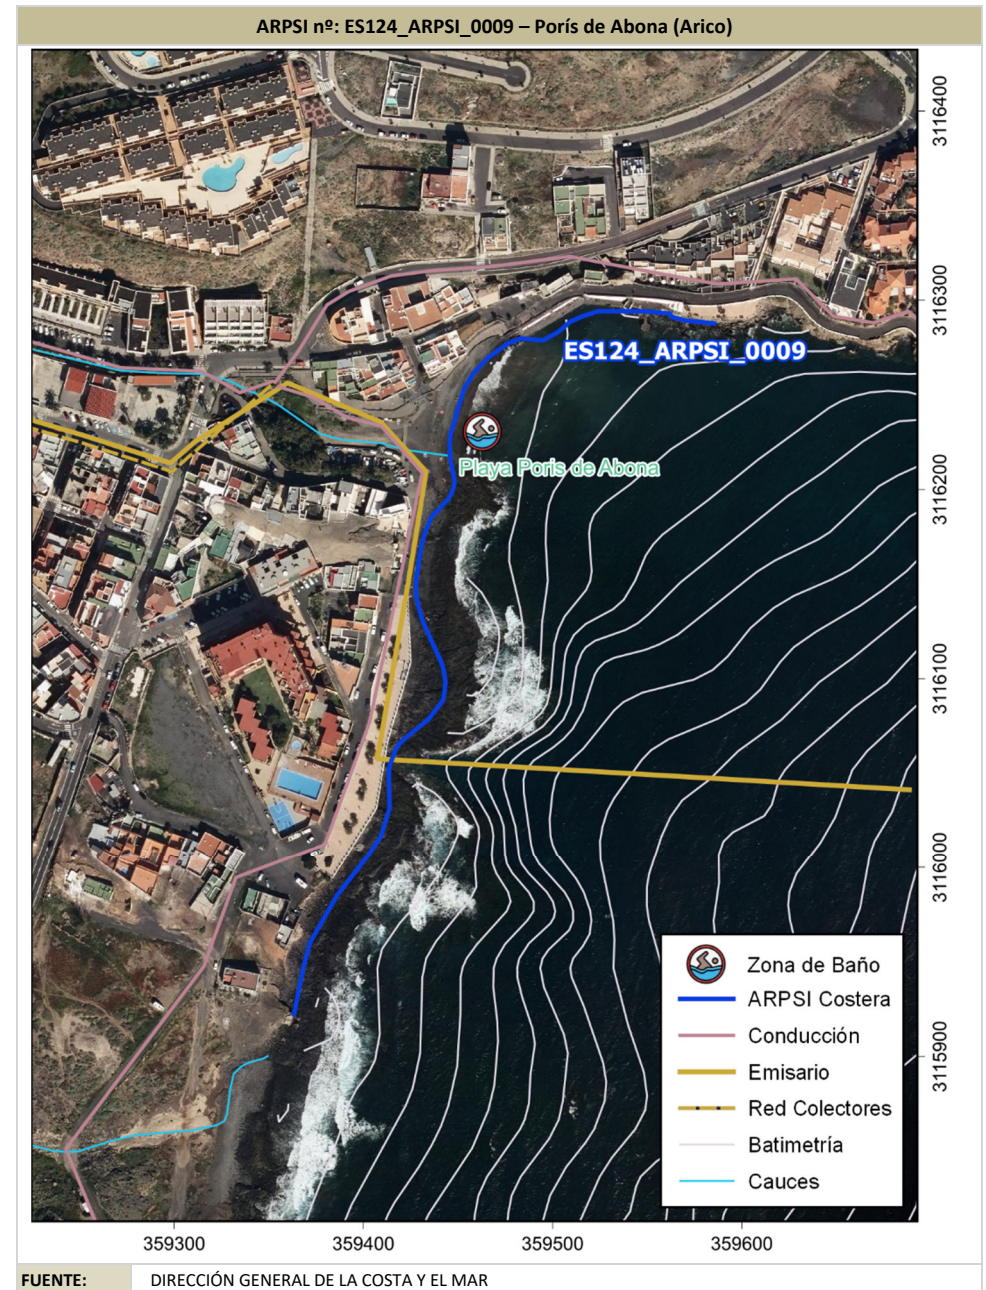 ARPSI nº: ES124_ARPSI_0009 – Porís de Abona (Arico)
3116400
3116300
ES124_ARPSI_0009
Playa Poris de Abona
3116200
3116100
3116000
Zona de Baño
ARPSI Costera
Conducción
Emisario
Red Colectores
Batimetría
Cauces
3115900
359300 359400 359500 359600
FUENTE: DIRECCIÓN GENERAL DE LA COSTA Y EL MAR